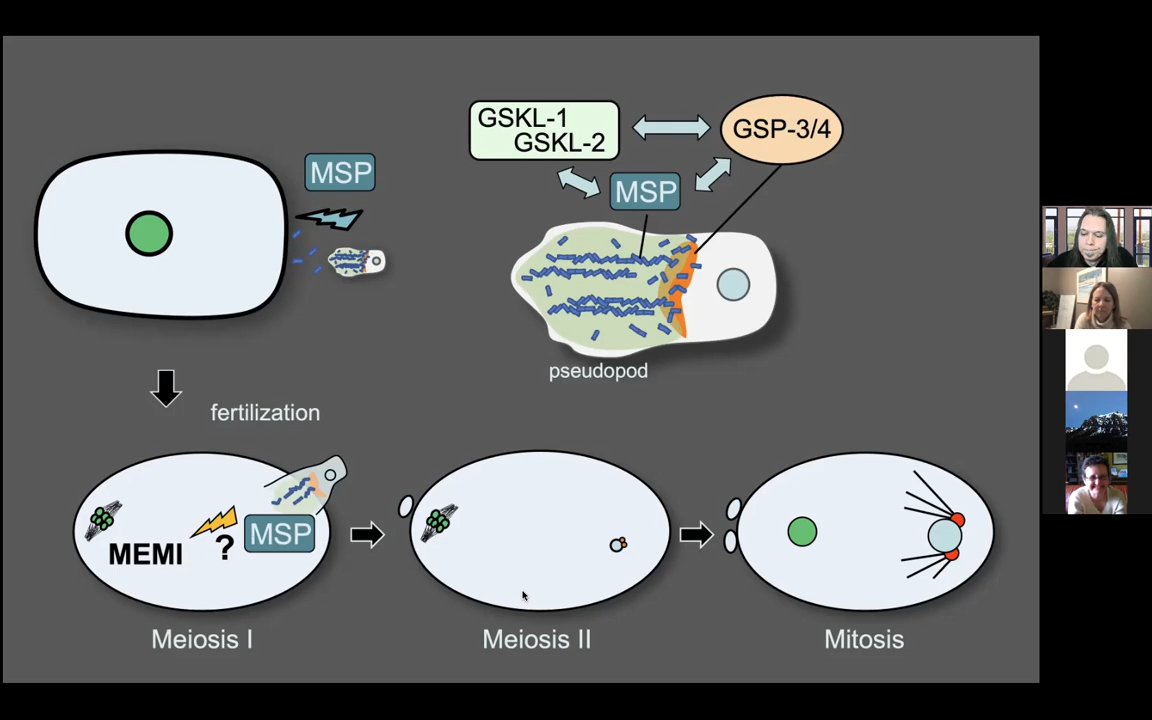 MSP
GSKL-1
GSKL-2
GSP-3/4
MSP
pseudopod
fertilization
MEMI
?
MSP
Meiosis I
Meiosis II
Mitosis